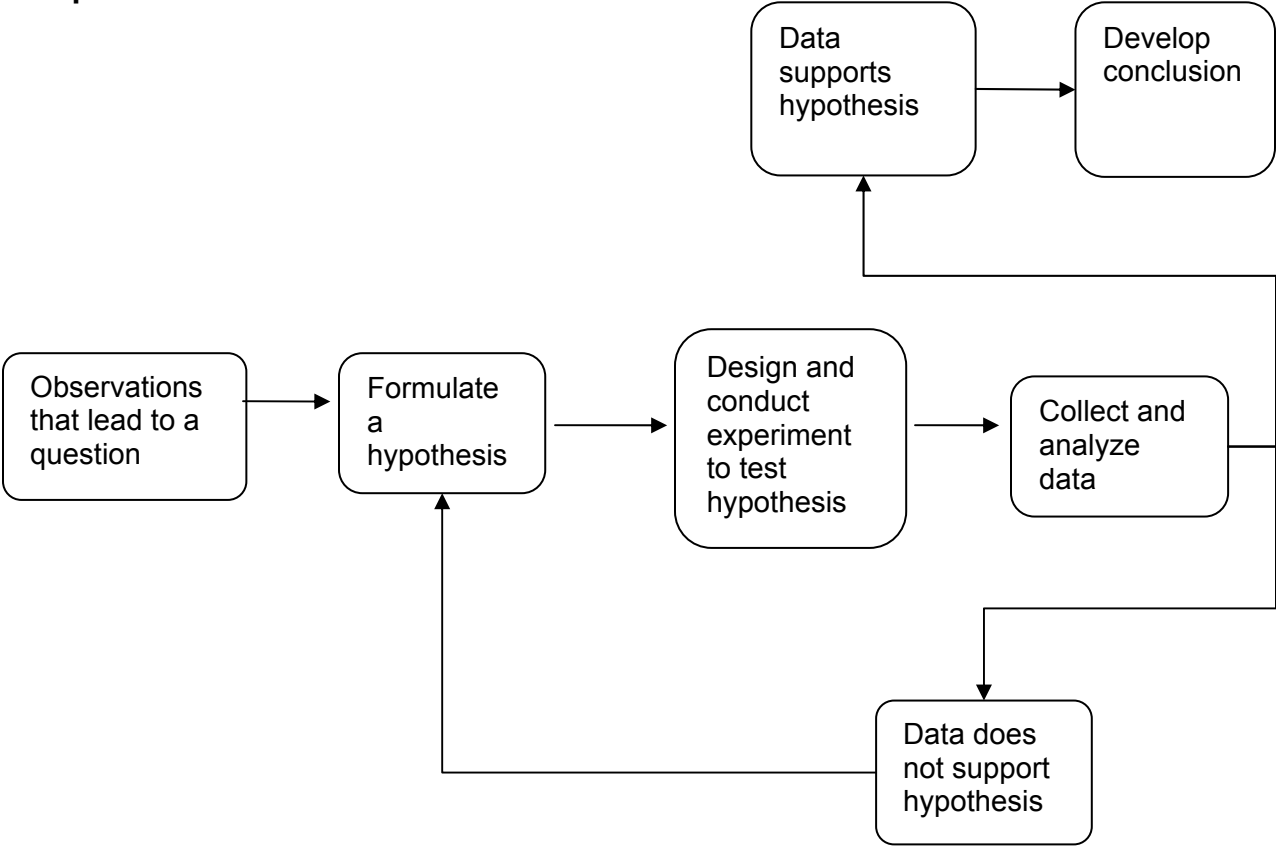 Data
supports
hypothesis
Develop
conclusion
Observations
that lead to a
question
Formulate
a
hypothesis
Design and
conduct
experiment
to test
hypothesis
Collect and
analyze
data
Data does
not support
hypothesis